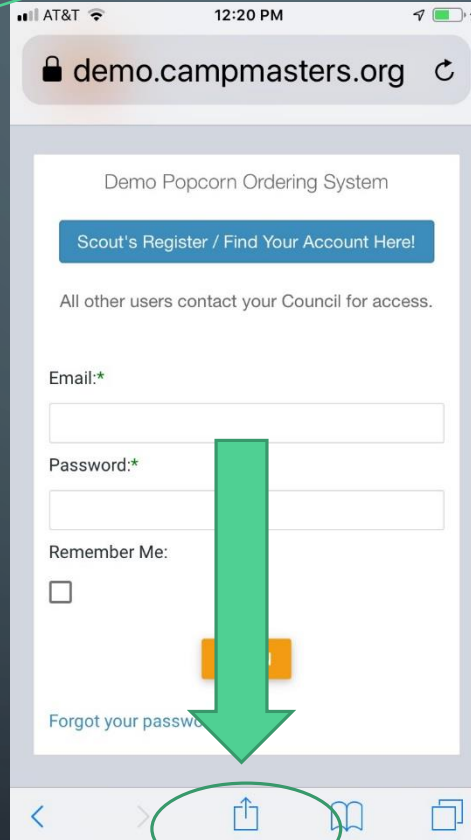 AT&T 12:20 PM
demo.campmasters.org
Demo Popcorn Ordering System
Scout's Register / Find Your Account Here!
All other users contact your Council for access.
Email:*
Password:*
Remember Me:
Forgot your